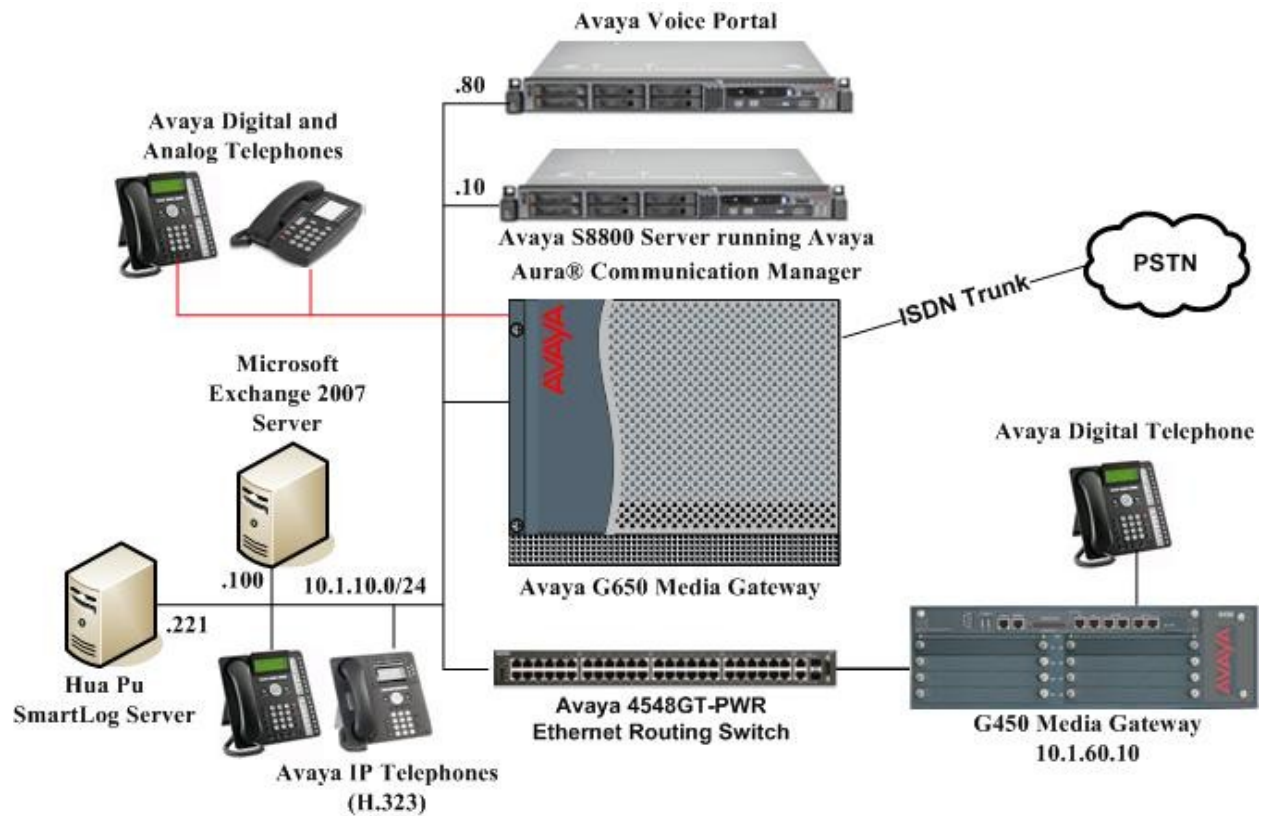 Avaya Voice Portal
.80
Avaya Digital and
Analog Telephones
.10
Avaya S8800 Server running Avaya
Aura® Communication Manager
PSTN
ISDN Trunk
AVAYA
Microsoft
Exchange 2007
Server
Avaya Digital Telephone
.100
10.1.10.0/24
Avaya G650 Media Gateway
.221
AVAYA
Hua Pu
SmartLog Server
Avaya 4548GT-PWR
Ethernet Routing Switch
G450 Media Gateway
10.1.60.10
Avaya IP Telephones
(H.323)